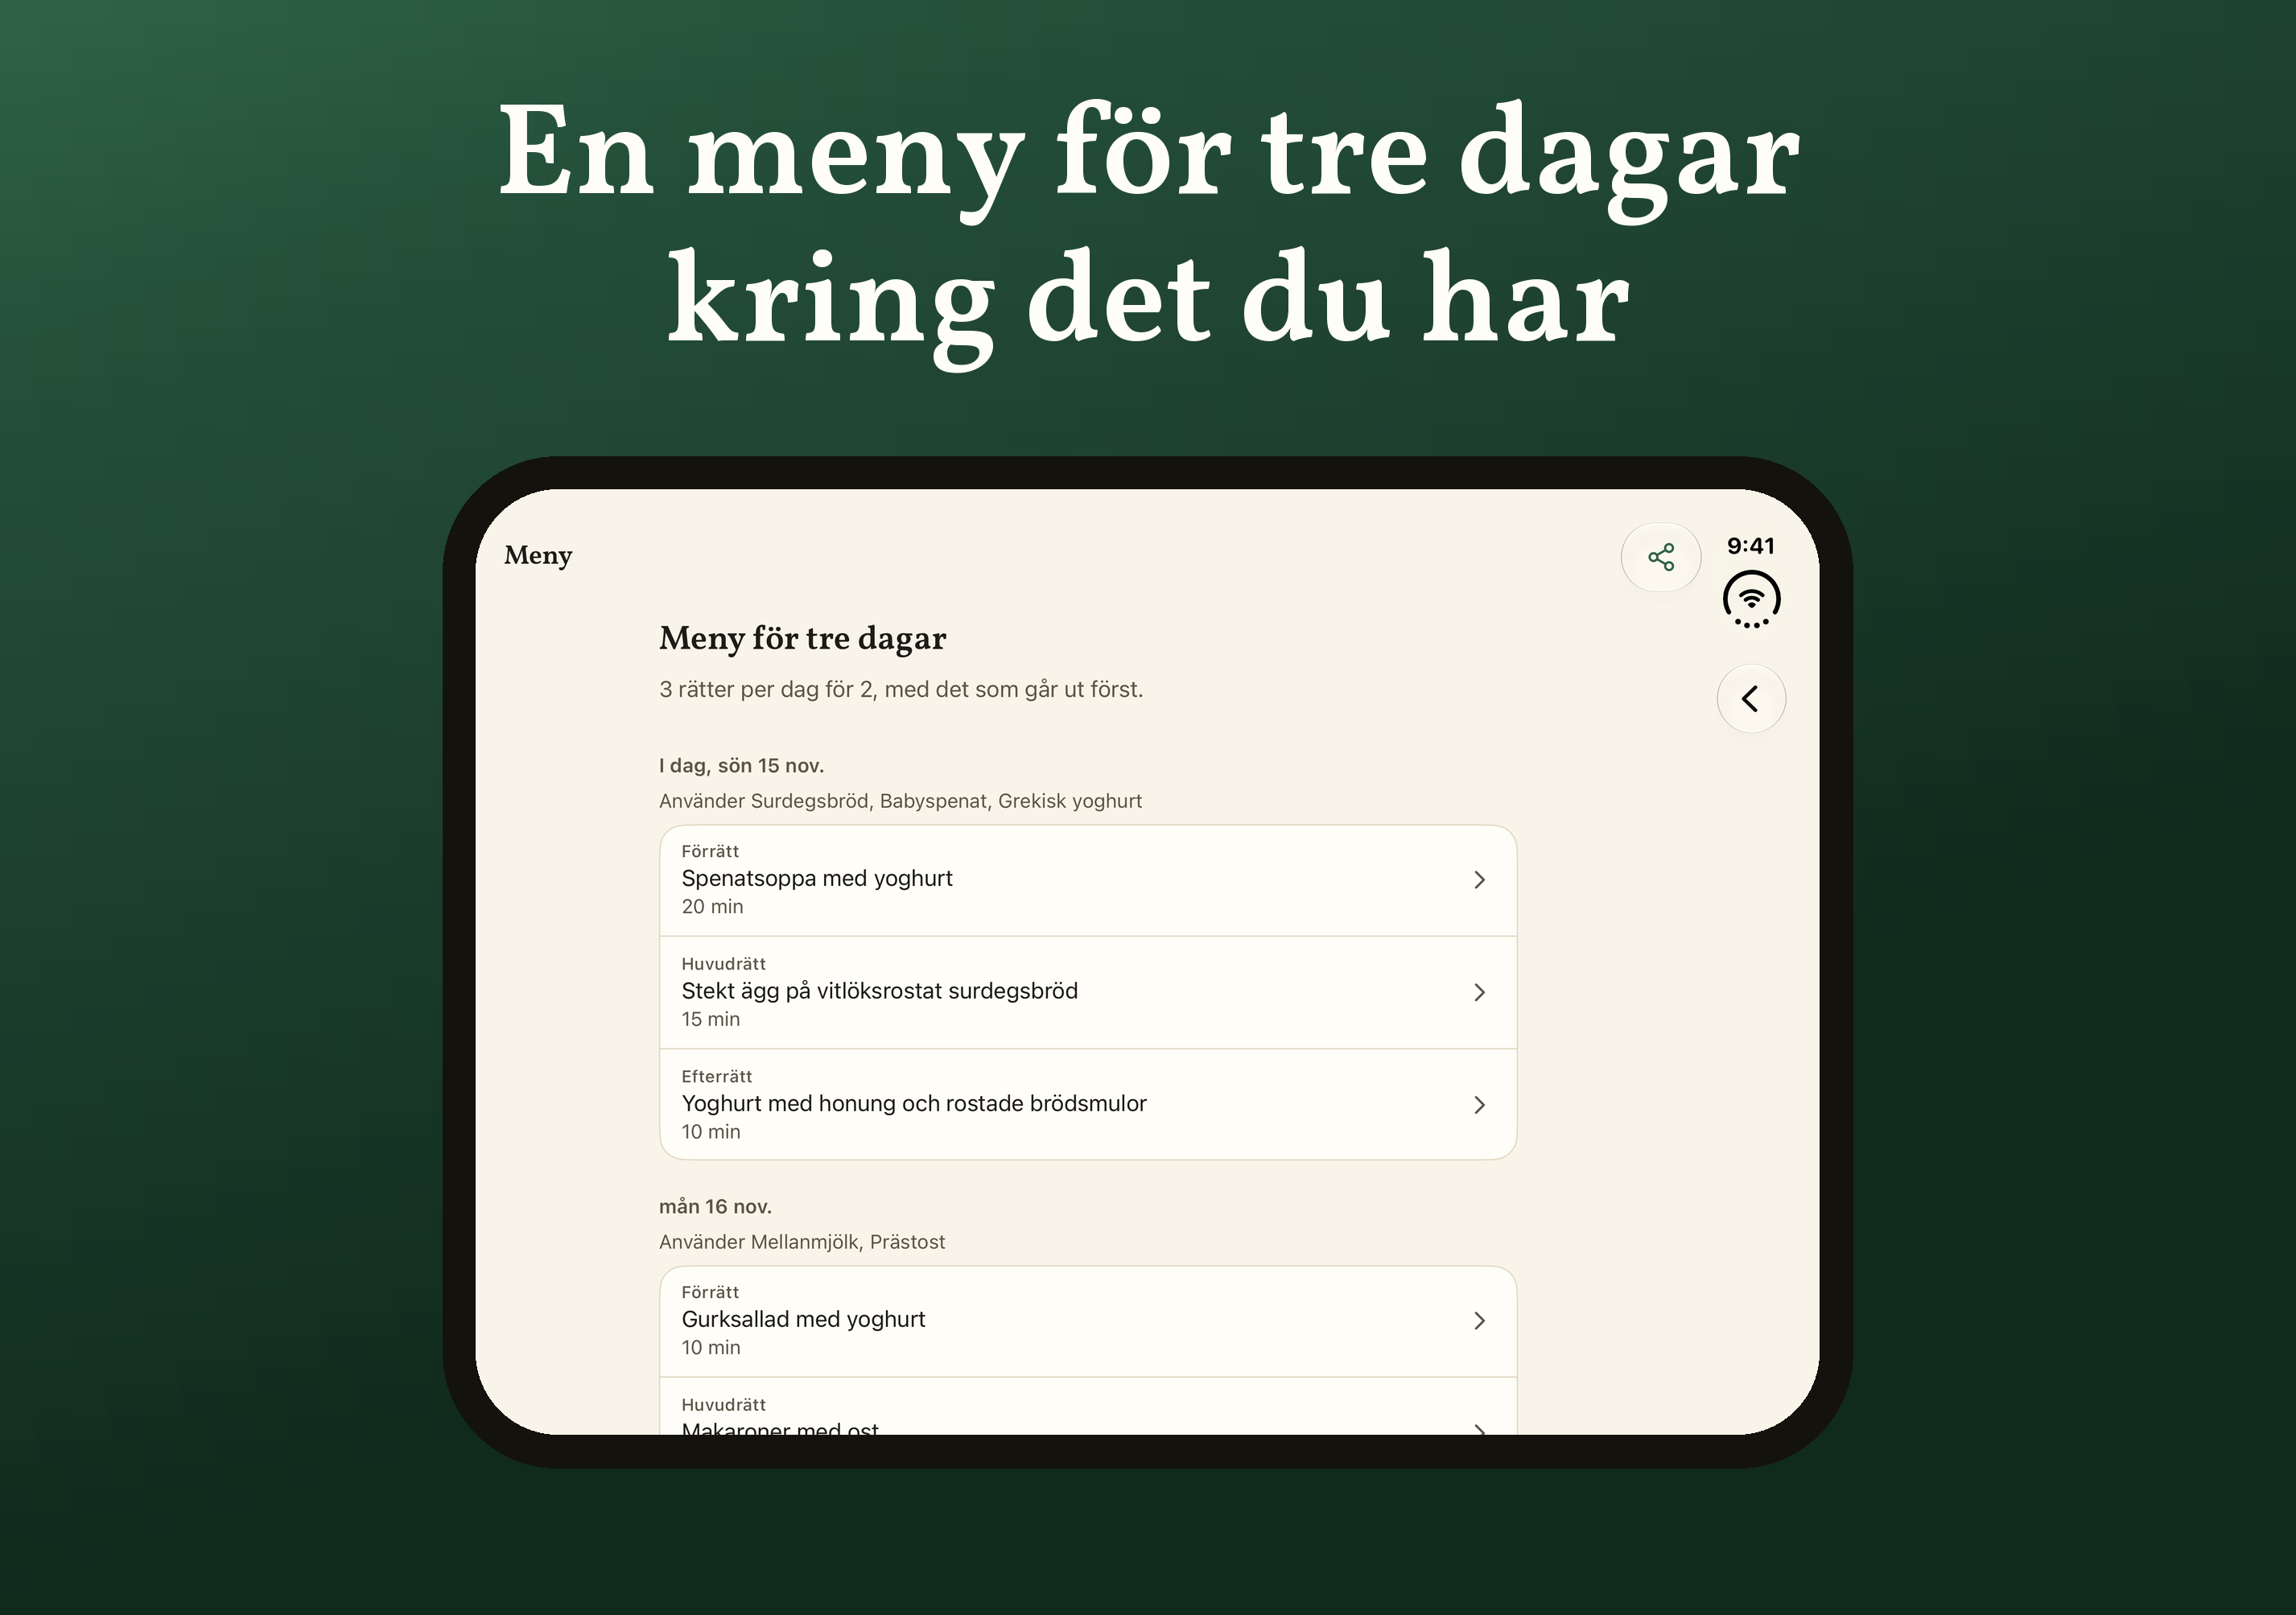 En meny för tre dagar
kring det du har
Meny
9:41
Meny för tre dagar
3 rätter per dag för 2, med det som går ut först.
I dag, sön 15 nov.
Använder Surdegsbröd, Babyspenat, Grekisk yoghurt
Förrätt
Spenatsoppa med yoghurt
20 min
Huvudrätt
Stekt ägg på vitlöksrostat surdegsbröd
15 min
Efterrätt
Yoghurt med honung och rostade brödsmulor
10 min
mån 16 nov.
Använder Mellanmjölk, Prästost
Förrätt
Gurksallad med yoghurt
10 min
Huvudrätt
Makaroner med ost